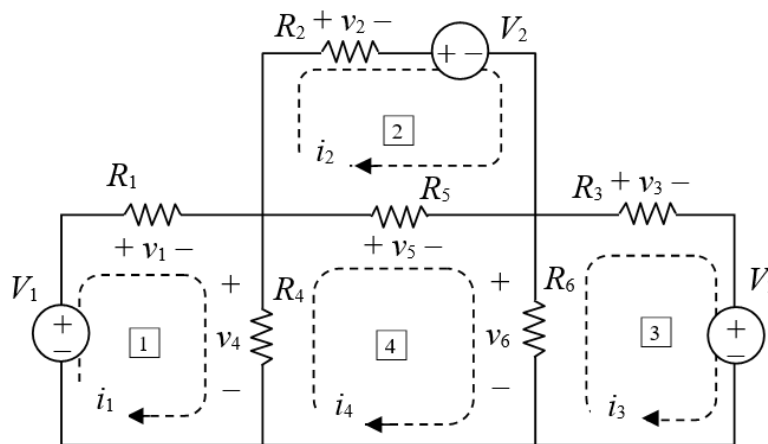 R2 + v2 − V2
+ −
2
i2
R1 R5 R3 + v3 −
+ v1 − + v5 −
V1 + R4 + R6 V
+ − 1 v4 4 v6 3 + −
− −
i1 i4 i3